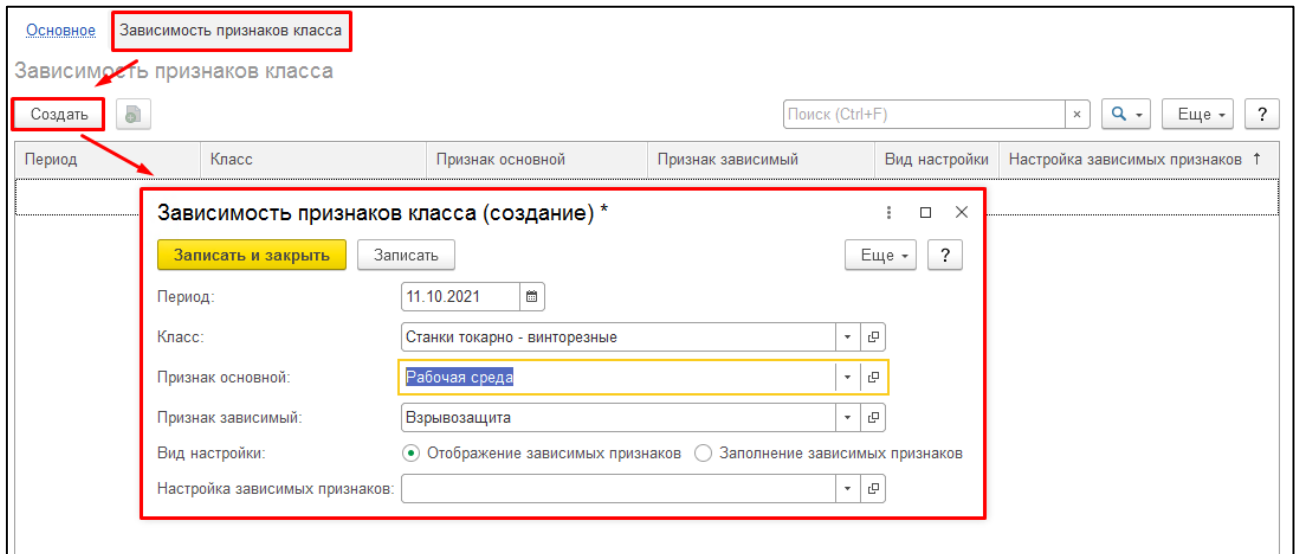 Основное Зависимость признаков класса
Зависимость признаков класса
Создать Поиск (Ctrl+F) × Еще ?
Период Класс Признак основной Признак зависимый Вид настройки Настройка зависимых признаков ↑
Зависимость признаков класса (создание) *
Записать и закрыть Записать Еще ?
Период: 11.10.2021
Класс: Станки токарно - винторезные
Признак основной: Рабочая среда
Признак зависимый: Взрывозащита
Вид настройки: Отображение зависимых признаков Заполнение зависимых признаков
Настройка зависимых признаков: